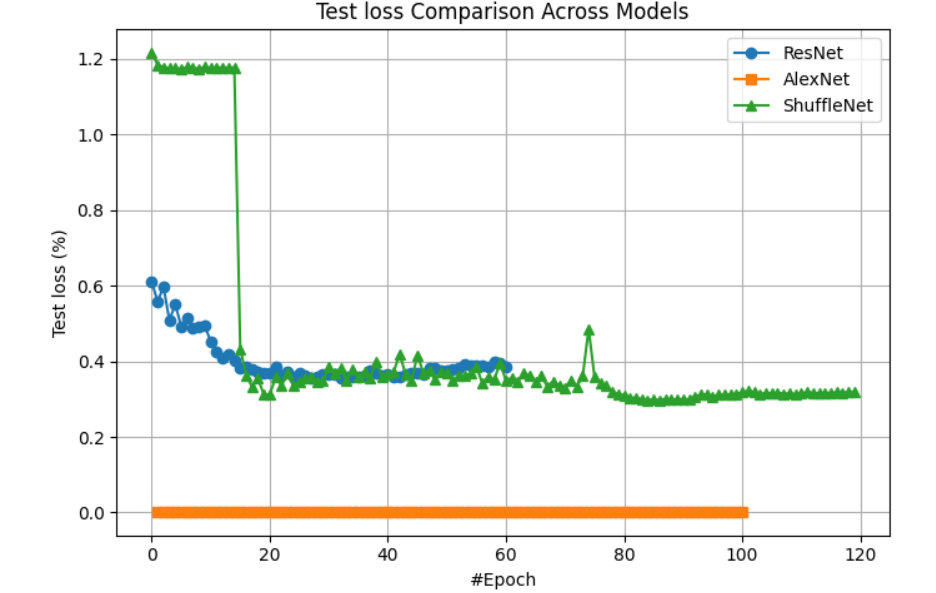 Test loss Comparison Across Models
ResNet
AlexNet
ShuffleNet
Test loss (%)
1.2
1.0
0.8
0.6
0.4
0.2
0.0
0 20 40 60 80 100 120
#Epoch